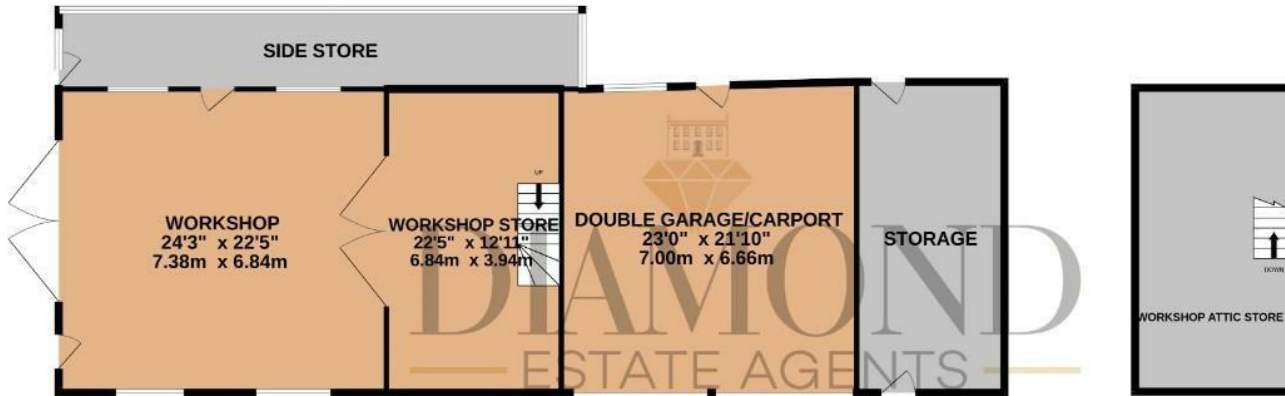 SIDE STORE
WORKSHOP
24'3" x 22'5"
7.38m x 6.84m
UP
WORKSHOP STORE
22'5" x 12'11"
6.84m x 3.94m
DOUBLE GARAGE/CARPORT
23'0" x 21'10"
7.00m x 6.66m
STORAGE
DOWN
WORKSHOP ATTIC STORE
DIAMOND
ESTATE AGENTS